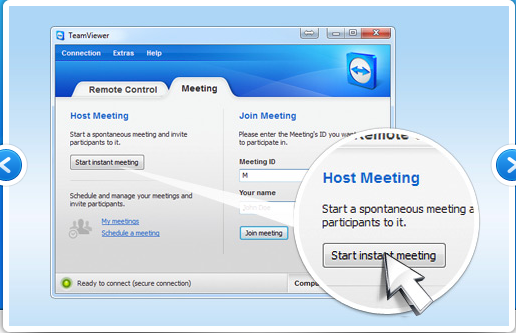 TeamViewer
Connection Extras Help
Remote Control
Meeting
Host Meeting
Start a spontaneous meeting and invite
participants to it.
Start instant meeting
Schedule and manage your meetings and
invite participants.
My meetings
Schedule a meeting
Join Meeting
Please enter the Meeting's ID you want
to participate in.
Meeting ID
M
Your name
Join meeting
Ready to connect (secure connection)
Compu
Remote
Host Meeting
Start a spontaneous meeting a
participants to it.
Start instant meeting